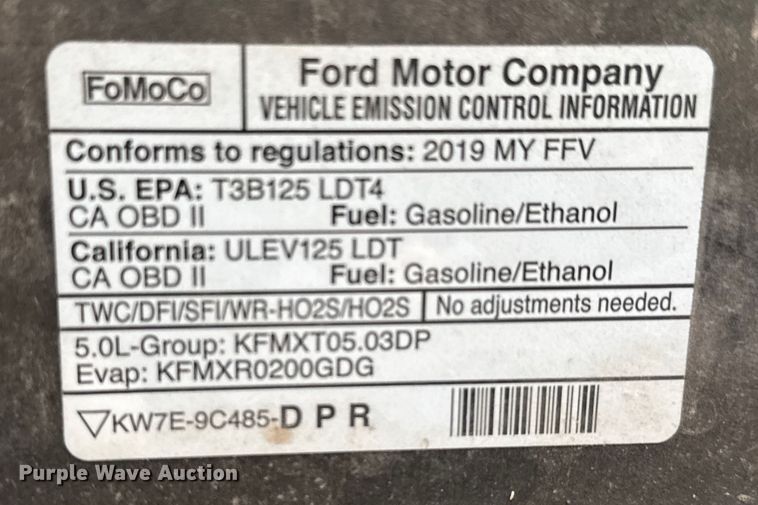 FoMoCo
Ford Motor Company
VEHICLE EMISSION CONTROL INFORMATION
Conforms to regulations: 2019 MY FFV
U.S. EPA: T3B125 LDT4
CA OBD II Fuel: Gasoline/Ethanol
California: ULEV125 LDT
CA OBD II Fuel: Gasoline/Ethanol
TWC/DFI/SFI/WR-HO2S/HO2S No adjustments needed.
5.0L-Group: KFMXT05.03DP
Evap: KFMXR0200GDG
KW7E-9C485-D P R
Purple Wave Auction